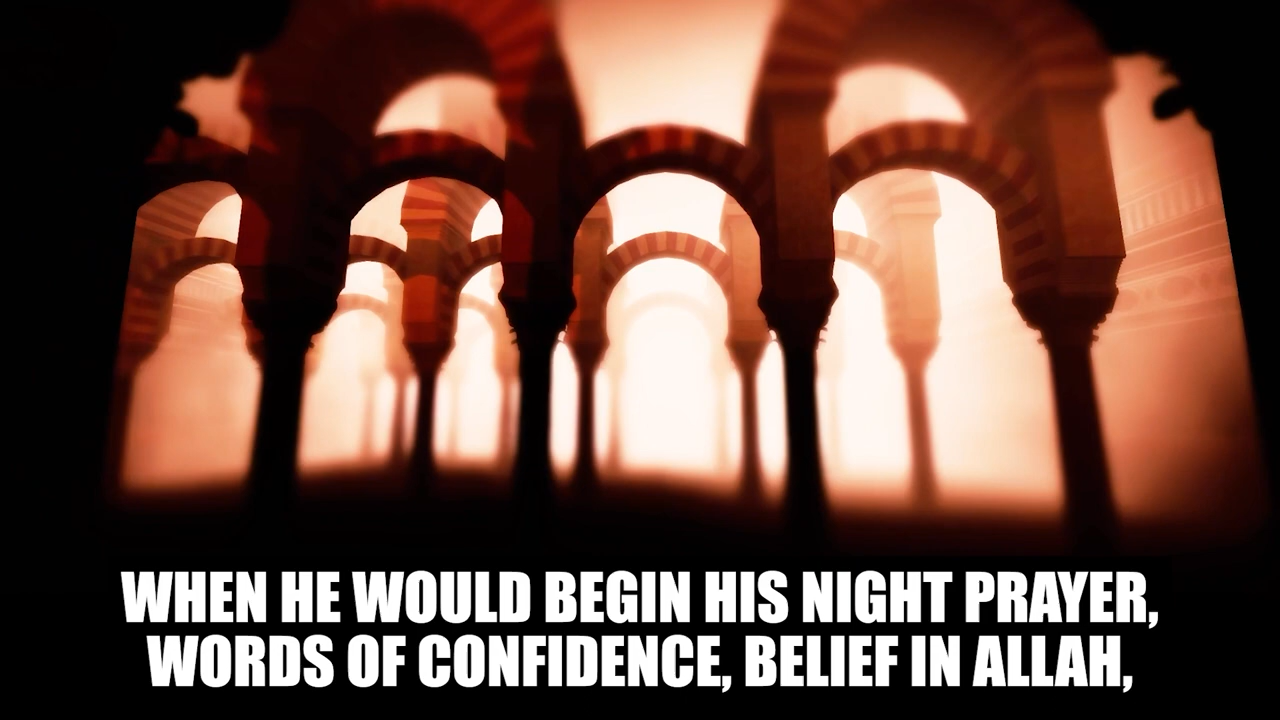 WHEN HE WOULD BEGIN HIS NIGHT PRAYER,
WORDS OF CONFIDENCE, BELIEF IN ALLAH,